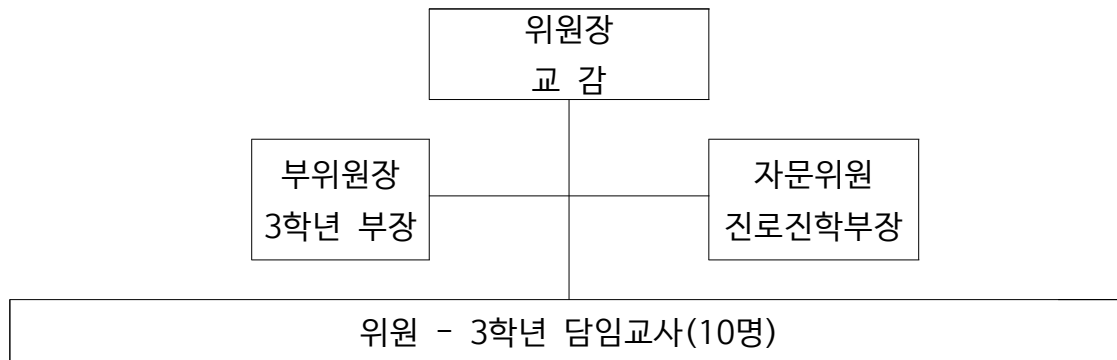 위원장
교 감
부위원장
3학년 부장
자문위원
진로진학부장
위원 - 3학년 담임교사(10명)